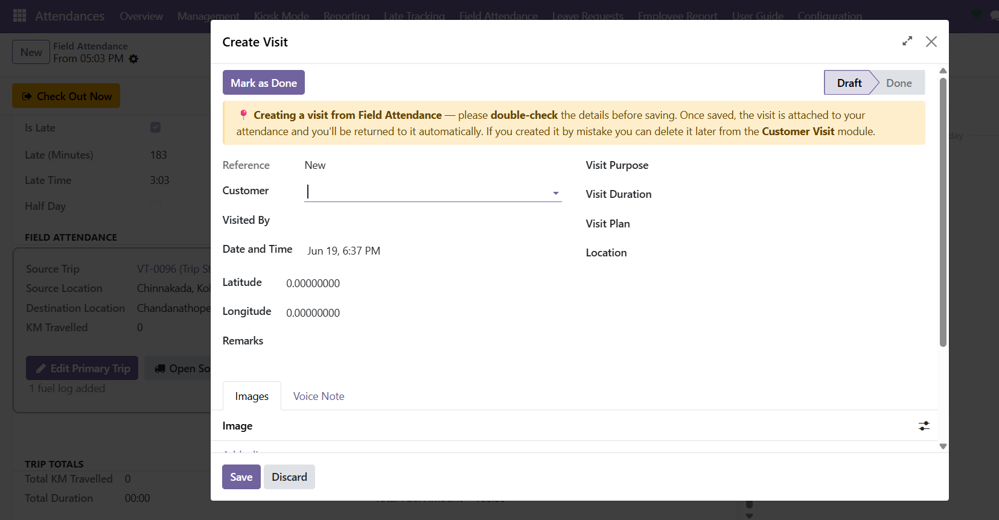 Attendances Overview Management Kiosk Mode Reporting Late Tracking Field Attendance Leave Requests Employee Report User Guide Configuration
New
Field Attendance
From 05:03 PM
Check Out Now
Is Late
Late (Minutes) 183
Late Time 3:03
Half Day
FIELD ATTENDANCE
Source Trip VT-0096 (Trip St
Source Location Chinnakada, Kol
Destination Location Chandanathope
KM Travelled 0
Edit Primary Trip Open So
1 fuel log added
TRIP TOTALS
Total KM Travelled 0
Total Duration 00:00
Create Visit
Mark as Done
Draft Done
Creating a visit from Field Attendance — please double-check the details before saving. Once saved, the visit is attached to your
attendance and you'll be returned to it automatically. If you created it by mistake you can delete it later from the Customer Visit module.
Reference New
Customer
Visited By
Date and Time Jun 19, 6:37 PM
Latitude 0.00000000
Longitude 0.00000000
Remarks
Visit Purpose
Visit Duration
Visit Plan
Location
Images Voice Note
Image
Save Discard
day